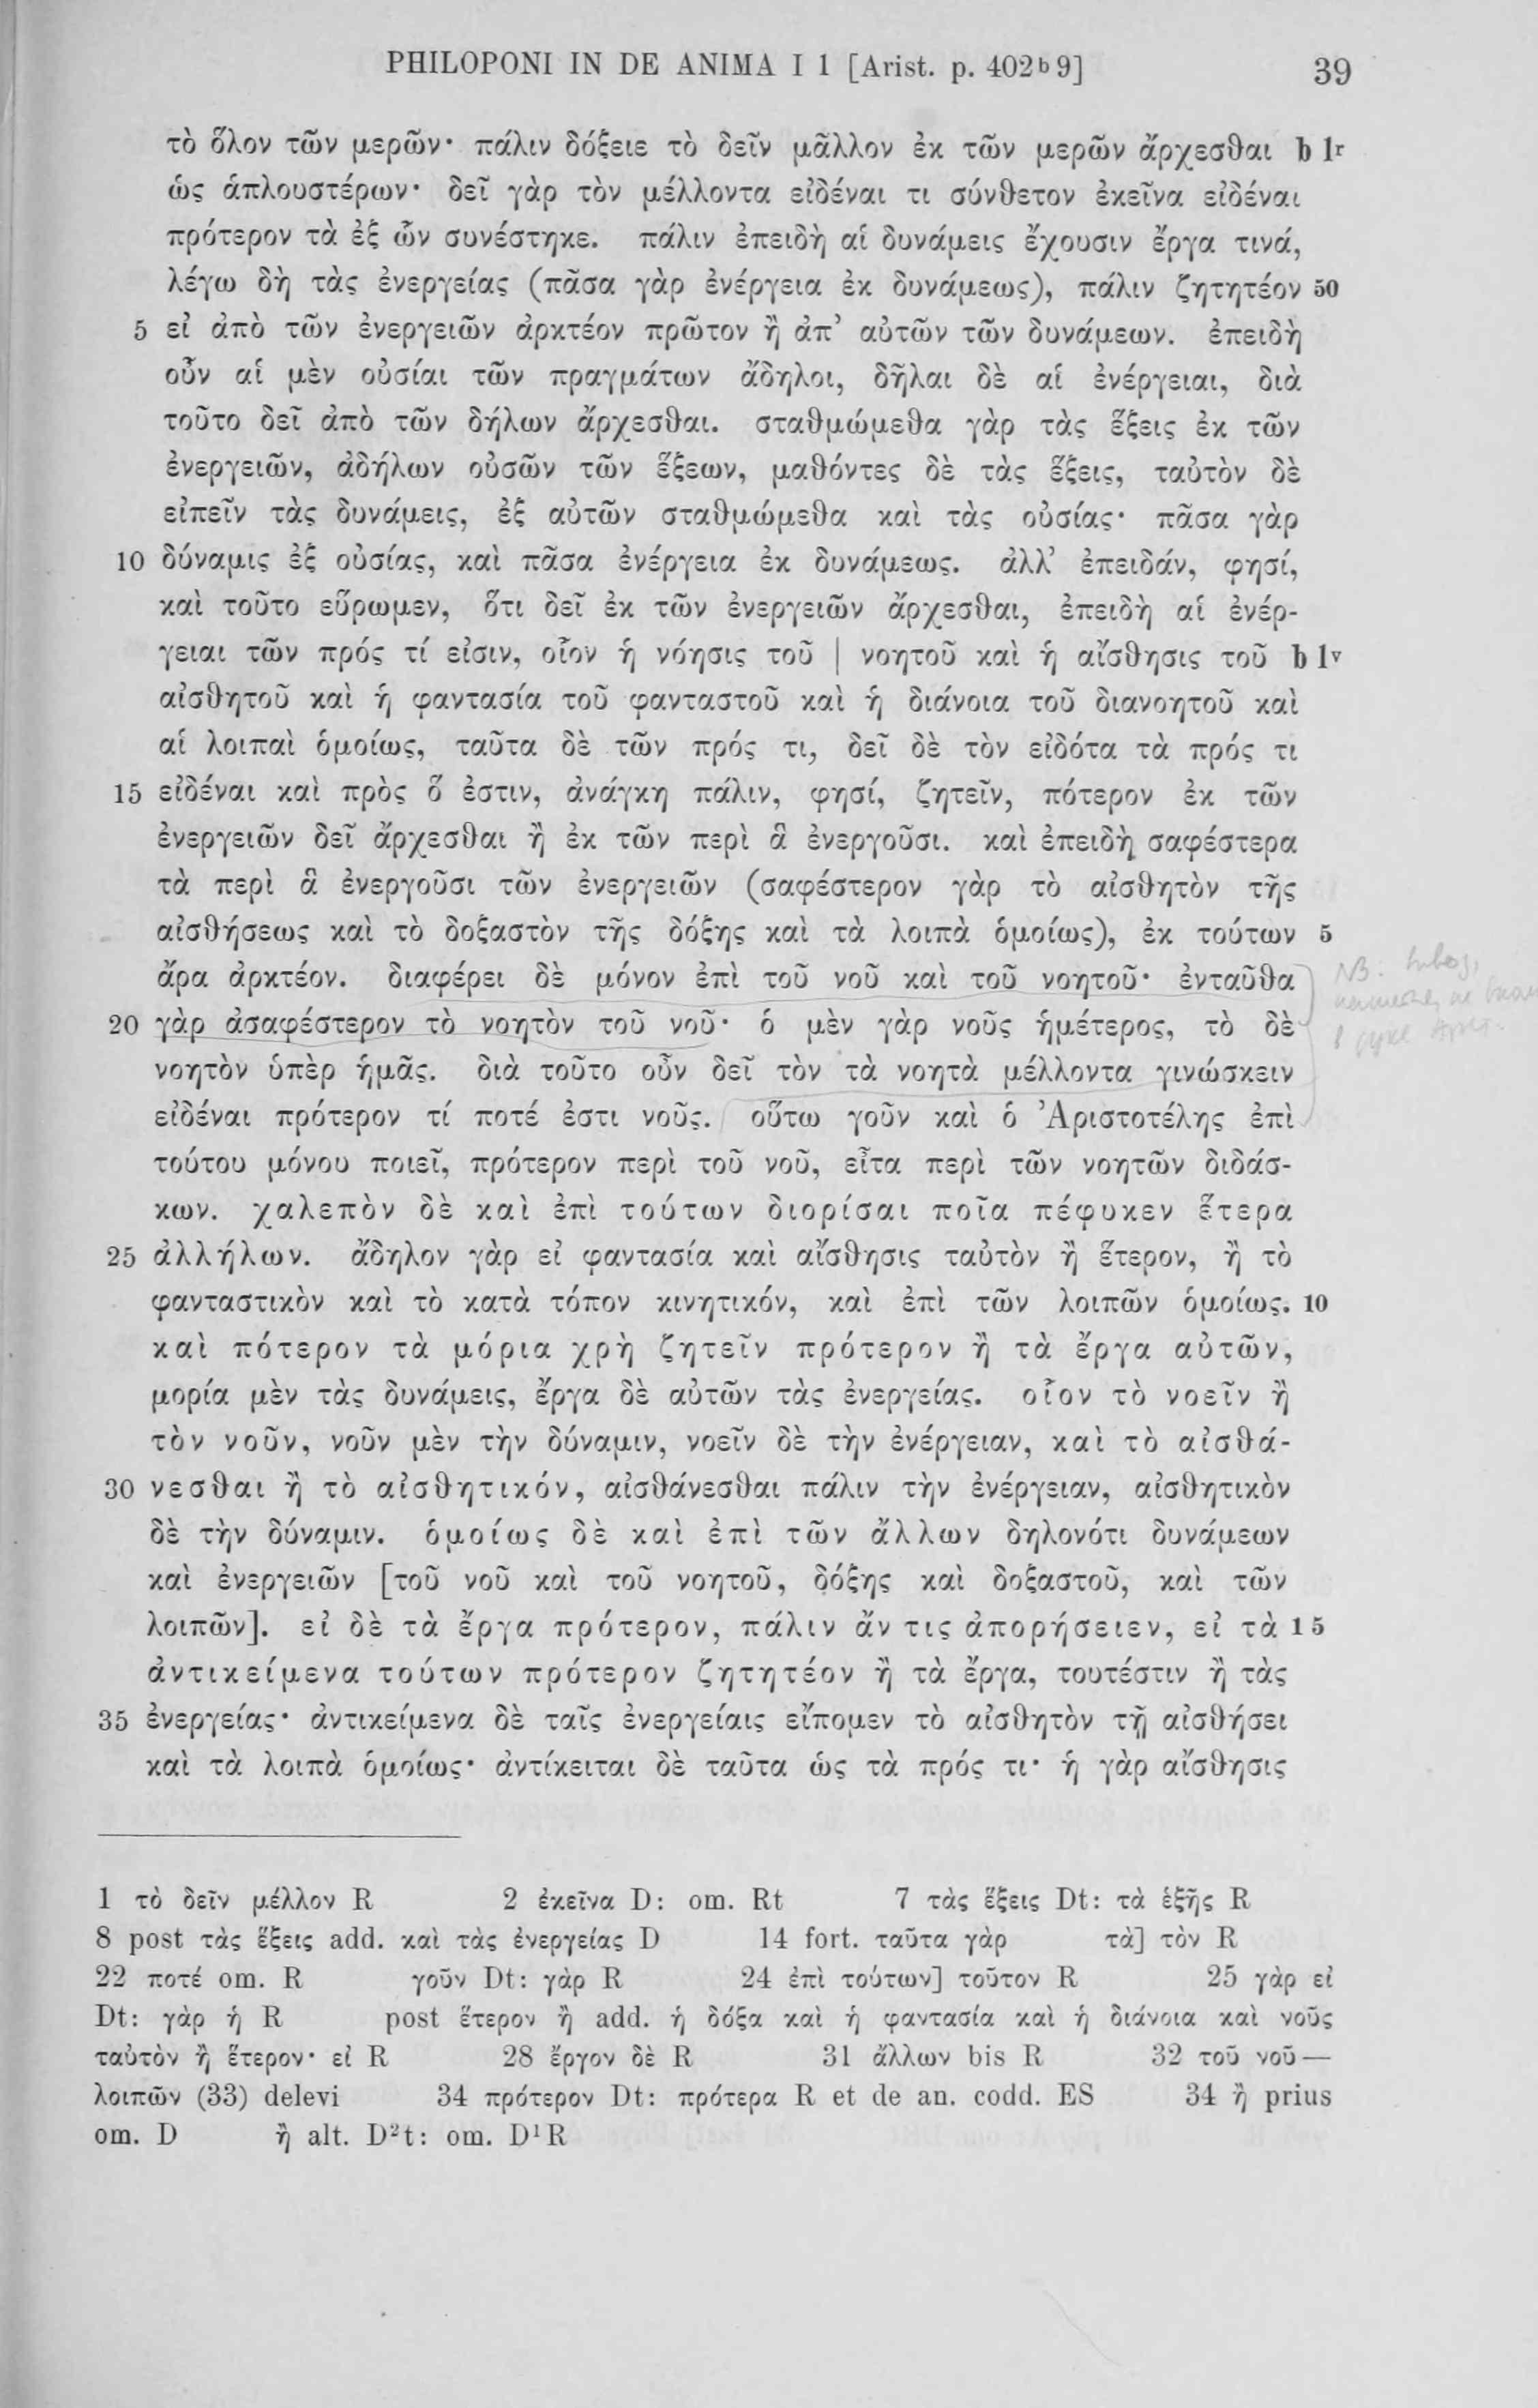 PHILOPONI IN DE ANIMA I 1 [Arist. p. 402b9] 39
τὸ ὅλον τῶν μερῶν· πάλιν δόξειε τὸ δεῖν μᾶλλον ἐκ τῶν μερῶν ἄρχεσθαι b 1r
ὡς ἁπλουστέρων· δεῖ γὰρ τὸν μέλλοντα εἰδέναι τι σύνθετον ἐκεῖνα εἰδέναι
πρότερον τὰ ἐξ ὧν συνέστηκε. πάλιν ἐπειδὴ αἱ δυνάμεις ἔχουσιν ἔργα τινά,
λέγω δὴ τὰς ἐνεργείας (πᾶσα γὰρ ἐνέργεια ἐκ δυνάμεως), πάλιν ζητητέον 50
5 εἰ ἀπὸ τῶν ἐνεργειῶν ἀρκτέον πρῶτον ἢ ἀπ’ αὐτῶν τῶν δυνάμεων. ἐπειδὴ
οὖν αἱ μὲν οὐσίαι τῶν πραγμάτων ἄδηλοι, δῆλαι δὲ αἱ ἐνέργειαι, διὰ
τοῦτο δεῖ ἀπὸ τῶν δήλων ἄρχεσθαι. σταθμώμεθα γὰρ τὰς ἕξεις ἐκ τῶν
ἐνεργειῶν, ἀδήλων οὐσῶν τῶν ἕξεων, μαθόντες δὲ τὰς ἕξεις, ταὐτὸν δὲ
εἰπεῖν τὰς δυνάμεις, ἐξ αὐτῶν σταθμώμεθα καὶ τὰς οὐσίας· πᾶσα γὰρ
10 δύναμις ἐξ οὐσίας, καὶ πᾶσα ἐνέργεια ἐκ δυνάμεως. ἀλλ’ ἐπειδάν, φησί,
καὶ τοῦτο εὕρωμεν, ὅτι δεῖ ἐκ τῶν ἐνεργειῶν ἄρχεσθαι, ἐπειδὴ αἱ ἐνέρ-
γειαι τῶν πρός τί εἰσιν, οἷον ἡ νόησις τοῦ | νοητοῦ καὶ ἡ αἴσθησις τοῦ b 1v
αἰσθητοῦ καὶ ἡ φαντασία τοῦ φανταστοῦ καὶ ἡ διάνοια τοῦ διανοητοῦ καὶ
αἱ λοιπαὶ ὁμοίως, ταῦτα δὲ τῶν πρός τι, δεῖ δὲ τὸν εἰδότα τὰ πρός τι
15 εἰδέναι καὶ πρὸς ὅ ἐστιν, ἀνάγκη πάλιν, φησί, ζητεῖν, πότερον ἐκ τῶν
ἐνεργειῶν δεῖ ἄρχεσθαι ἢ ἐκ τῶν περὶ ἃ ἐνεργοῦσι. καὶ ἐπειδὴ σαφέστερα
τὰ περὶ ἃ ἐνεργοῦσι τῶν ἐνεργειῶν (σαφέστερον γὰρ τὸ αἰσθητὸν τῆς
αἰσθήσεως καὶ τὸ δοξαστὸν τῆς δόξης καὶ τὰ λοιπὰ ὁμοίως), ἐκ τούτων 5
ἄρα ἀρκτέον. διαφέρει δὲ μόνον ἐπὶ τοῦ νοῦ καὶ τοῦ νοητοῦ· ἐνταῦθα
NB.
20 γὰρ ἀσαφέστερον τὸ νοητὸν τοῦ νοῦ· ὁ μὲν γὰρ νοῦς ἡμέτερος, τὸ δὲ
νοητὸν ὑπὲρ ἡμᾶς. διὰ τοῦτο οὖν δεῖ τὸν τὰ νοητὰ μέλλοντα γινώσκειν
εἰδέναι πρότερον τί ποτέ ἐστι νοῦς. οὕτω γοῦν καὶ ὁ Ἀριστοτέλης ἐπὶ
τούτου μόνου ποιεῖ, πρότερον περὶ τοῦ νοῦ, εἶτα περὶ τῶν νοητῶν διδάσ-
κων. χαλεπὸν δὲ καὶ ἐπὶ τούτων διορίσαι ποῖα πέφυκεν ἕτερα
25 ἀλλήλων. ἄδηλον γὰρ εἰ φαντασία καὶ αἴσθησις ταὐτὸν ἢ ἕτερον, ἢ τὸ
φανταστικὸν καὶ τὸ κατὰ τόπον κινητικόν, καὶ ἐπὶ τῶν λοιπῶν ὁμοίως. 10
καὶ πότερον τὰ μόρια χρὴ ζητεῖν πρότερον ἢ τὰ ἔργα αὐτῶν,
μορία μὲν τὰς δυνάμεις, ἔργα δὲ αὐτῶν τὰς ἐνεργείας. οἷον τὸ νοεῖν ἢ
τὸν νοῦν, νοῦν μὲν τὴν δύναμιν, νοεῖν δὲ τὴν ἐνέργειαν, καὶ τὸ αἰσθά-
30 νεσθαι ἢ τὸ αἰσθητικόν, αἰσθάνεσθαι πάλιν τὴν ἐνέργειαν, αἰσθητικὸν
δὲ τὴν δύναμιν. ὁμοίως δὲ καὶ ἐπὶ τῶν ἄλλων δηλονότι δυνάμεων
καὶ ἐνεργειῶν [τοῦ νοῦ καὶ τοῦ νοητοῦ, δόξης καὶ δοξαστοῦ, καὶ τῶν
λοιπῶν]. εἰ δὲ τὰ ἔργα πρότερον, πάλιν ἄν τις ἀπορήσειεν, εἰ τὰ 15
ἀντικείμενα τούτων πρότερον ζητητέον ἢ τὰ ἔργα, τουτέστιν ἢ τὰς
35 ἐνεργείας· ἀντικείμενα δὲ ταῖς ἐνεργείαις εἴπομεν τὸ αἰσθητὸν τῇ αἰσθήσει
καὶ τὰ λοιπὰ ὁμοίως· ἀντίκειται δὲ ταῦτα ὡς τὰ πρός τι· ἡ γὰρ αἴσθησις
1 τὸ δεῖν μέλλον R 2 ἐκεῖνα D: om. Rt 7 τὰς ἕξεις Dt: τὰ ἑξῆς R
8 post τὰς ἕξεις add. καὶ τὰς ἐνεργείας D 14 fort. ταῦτα γὰρ τὰ] τὸν R
22 ποτέ om. R γοῦν Dt: γὰρ R 24 ἐπὶ τούτων] τοῦτον R 25 γὰρ εἰ
Dt: γὰρ ἡ R post ἕτερον ἢ add. ἡ δόξα καὶ ἡ φαντασία καὶ ἡ διάνοια καὶ νοῦς
ταὐτὸν ἢ ἕτερον· εἰ R 28 ἔργον δὲ R 31 ἄλλων bis R 32 τοῦ νοῦ—
λοιπῶν (33) delevi 34 πρότερον Dt: πρότερα R et de an. codd. ES 34 ἢ prius
om. D ἢ alt. D²t: om. D¹R